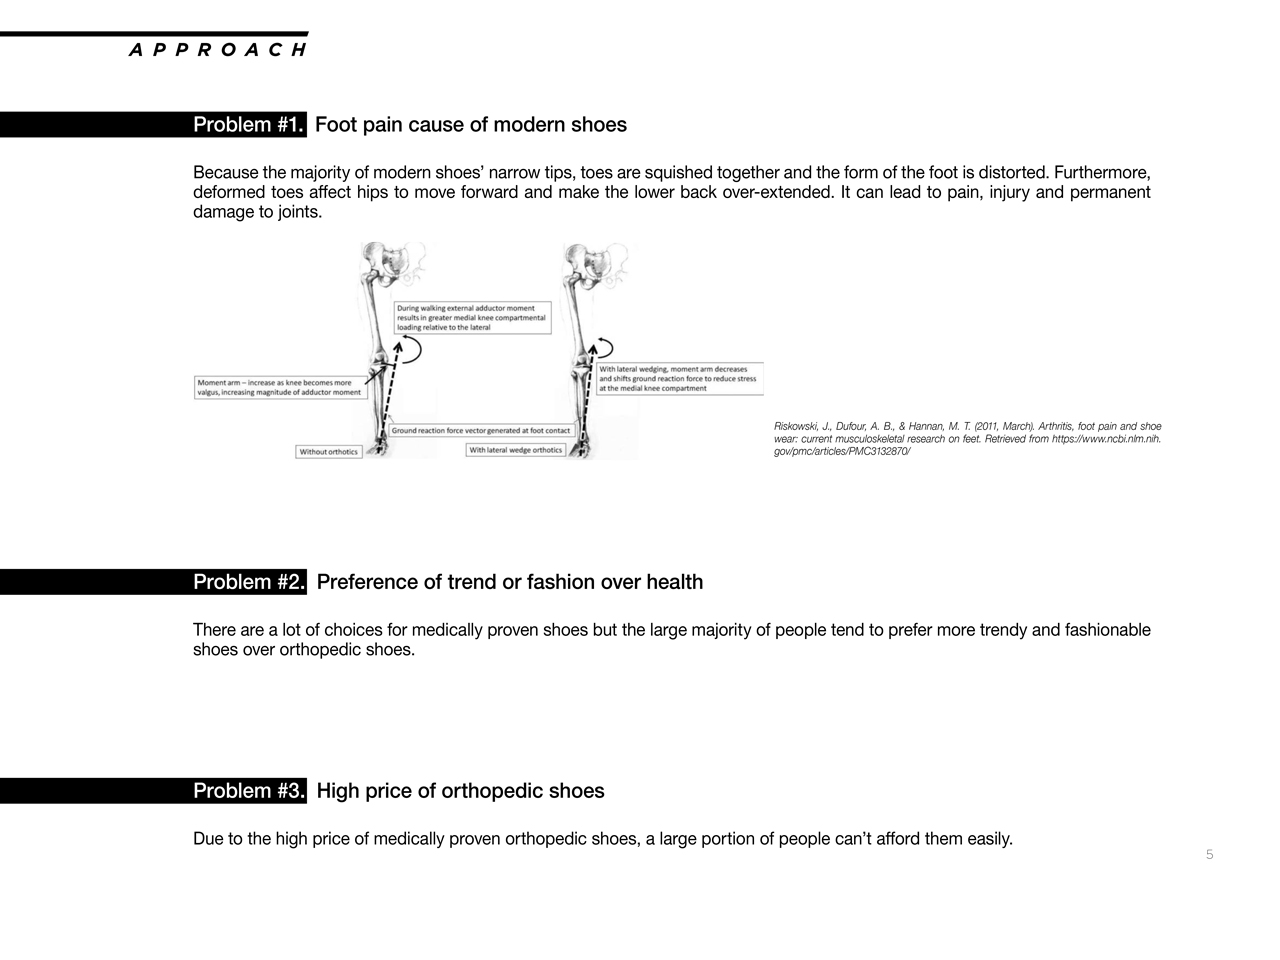 APPROACH
Problem #1. Foot pain cause of modern shoes
Because the majority of modern shoes’ narrow tips, toes are squished together and the form of the foot is distorted. Furthermore,
deformed toes affect hips to move forward and make the lower back over-extended. It can lead to pain, injury and permanent
damage to joints.
During walking external adductor moment
results in greater medial knee compartmental
loading relative to the lateral
Moment arm – increase as knee becomes more
valgus, increasing magnitude of adductor moment
With lateral wedging, moment arm decreases
and shifts ground reaction force to reduce stress
at the medial knee compartment
Ground reaction force vector generated at foot contact
Without orthotics
With lateral wedge orthotics
Riskowski, J., Dufour, A. B., & Hannan, M. T. (2011, March). Arthritis, foot pain and shoe
wear: current musculoskeletal research on feet. Retrieved from https://www.ncbi.nlm.nih.
gov/pmc/articles/PMC3132870/
Problem #2. Preference of trend or fashion over health
There are a lot of choices for medically proven shoes but the large majority of people tend to prefer more trendy and fashionable
shoes over orthopedic shoes.
Problem #3. High price of orthopedic shoes
Due to the high price of medically proven orthopedic shoes, a large portion of people can’t afford them easily.
5